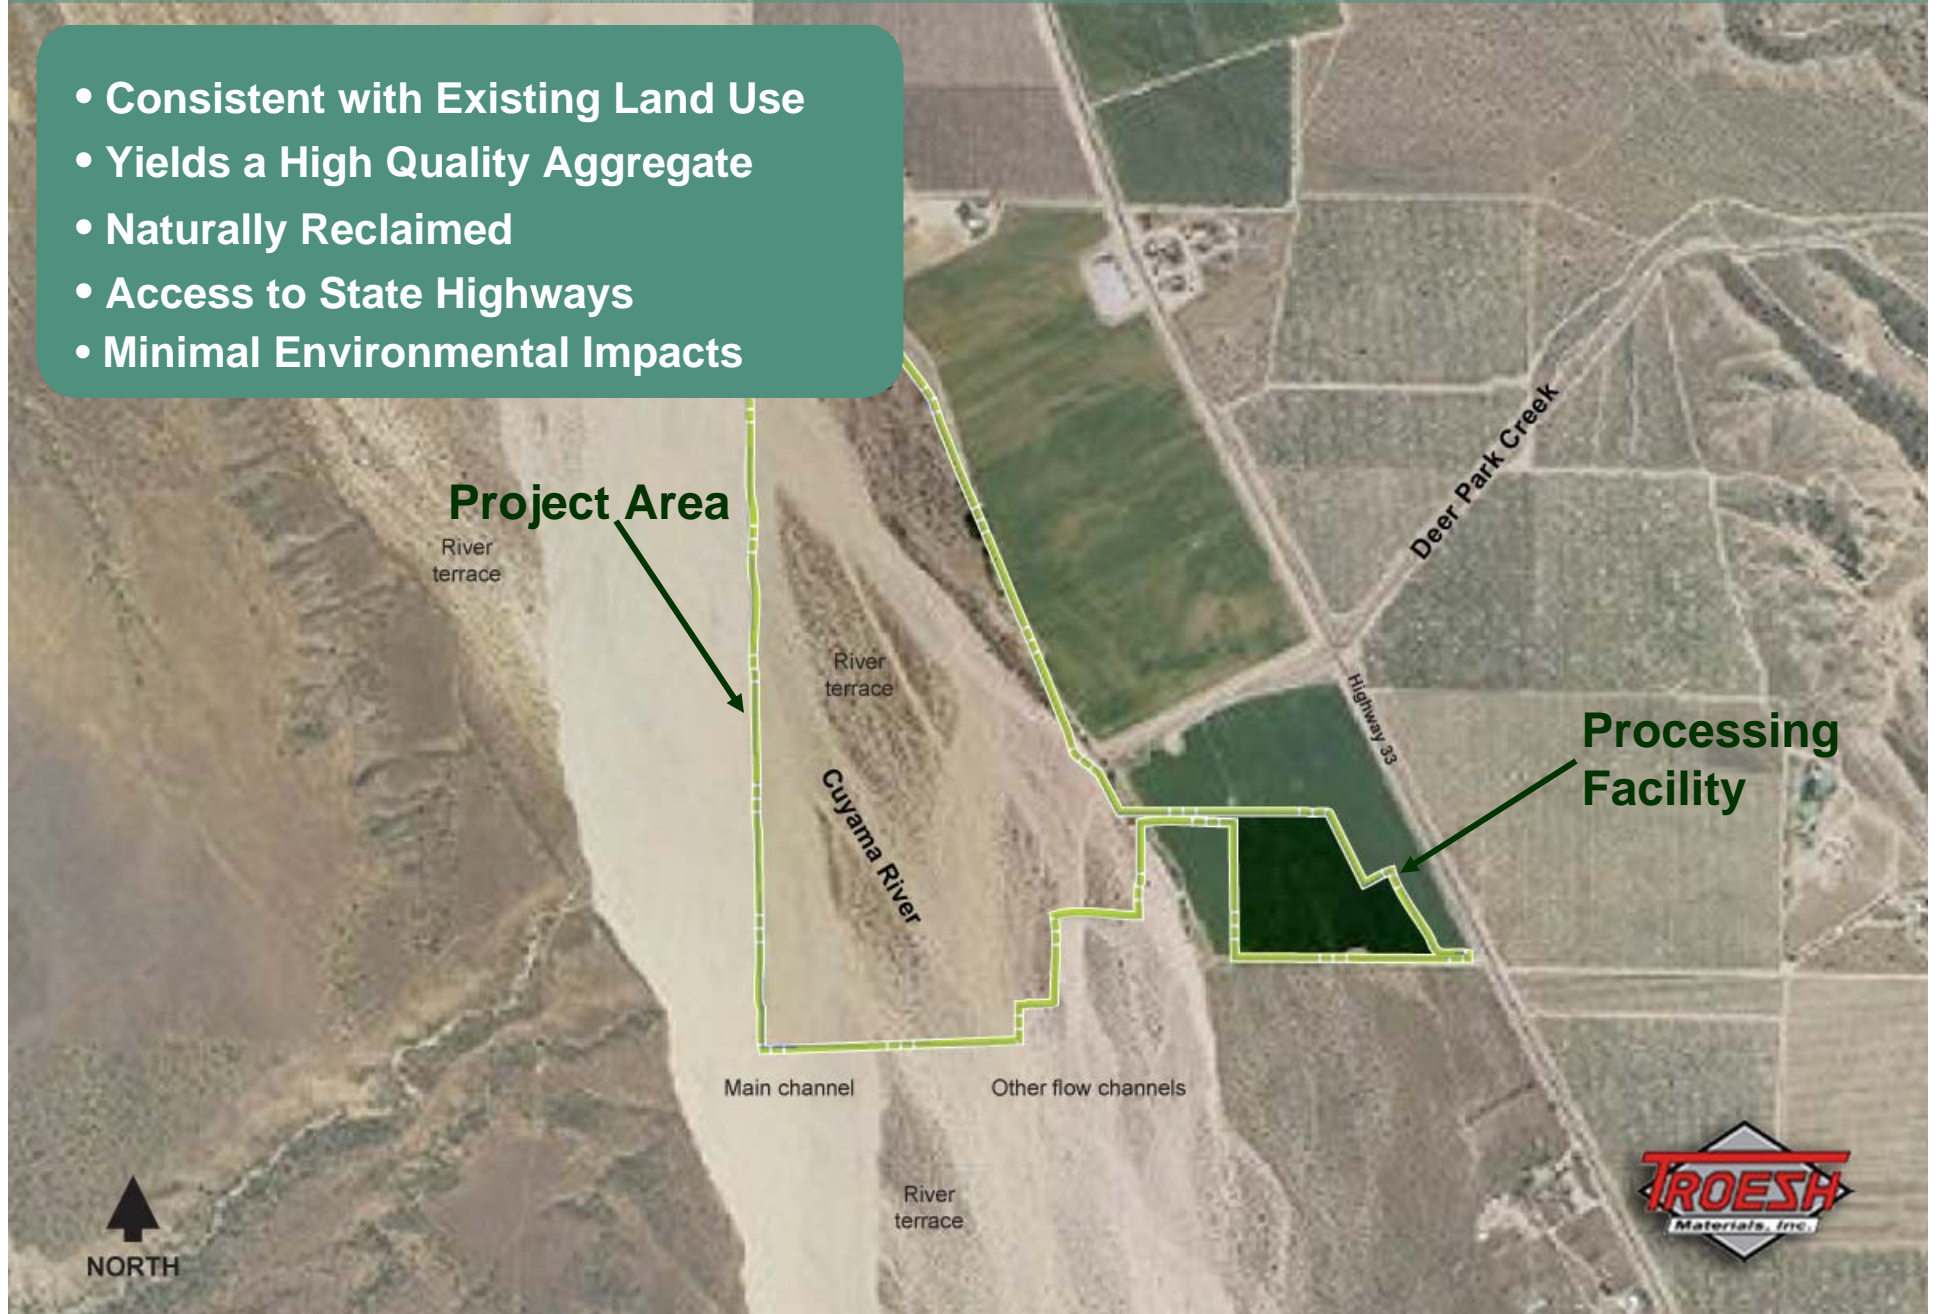 • Consistent with Existing Land Use
• Yields a High Quality Aggregate
• Naturally Reclaimed
• Access to State Highways
• Minimal Environmental Impacts
Project Area
River
terrace
Deer Park Creek
River
terrace
Highway 33
Processing
Facility
Cuyama River
Main channel
Other flow channels
River
terrace
NORTH
TROESH
Materials, Inc.